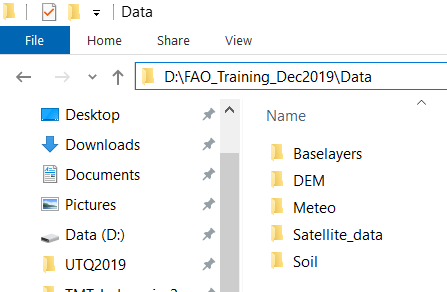 Data
File Home Share View
D:\FAO_Training_Dec2019\Data
Desktop
Downloads
Documents
Pictures
Data (D:)
UTQ2019
Name
Baselayers
DEM
Meteo
Satellite_data
Soil